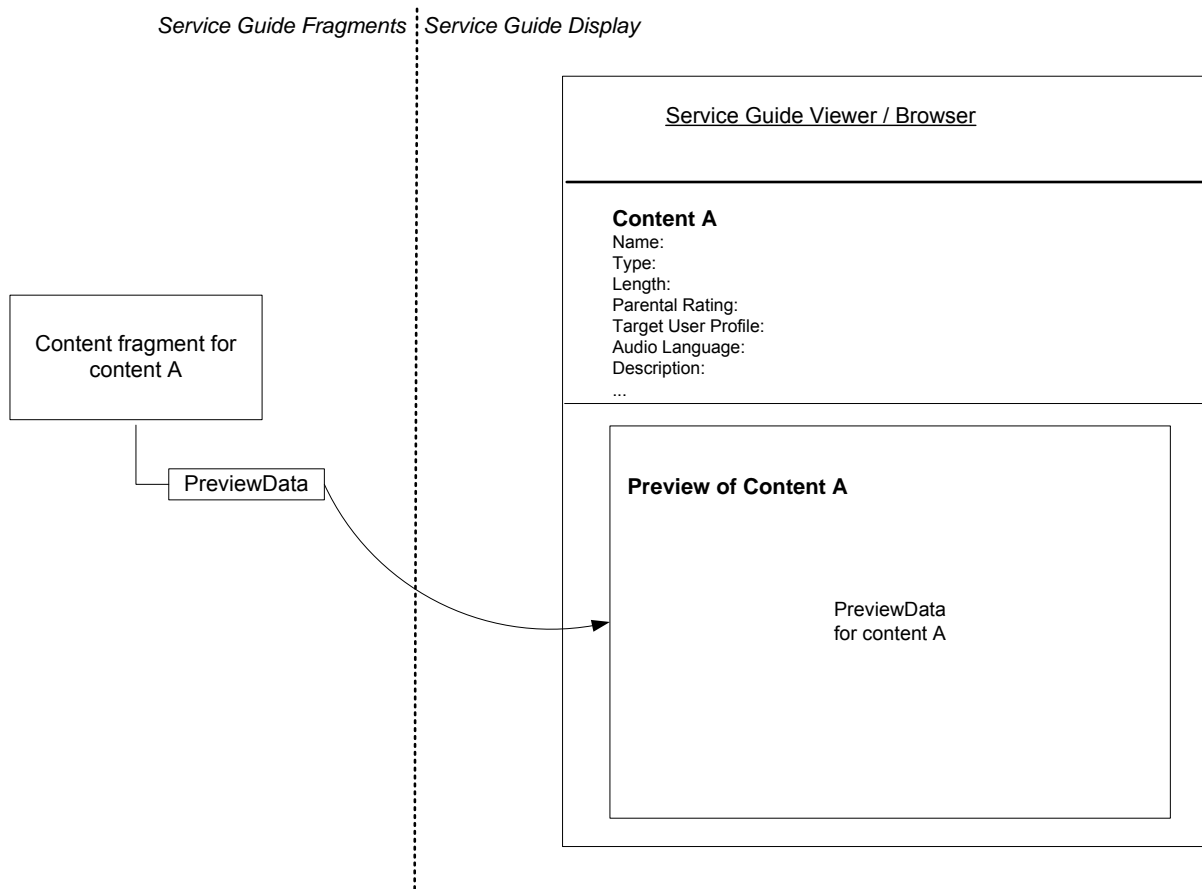 Service Guide Fragments
Service Guide Display
Service Guide Viewer / Browser
Content A
Name:
Type:
Length:
Parental Rating:
Target User Profile:
Audio Language:
Description:
...
Content fragment for
content A
PreviewData
Preview of Content A
PreviewData
for content A